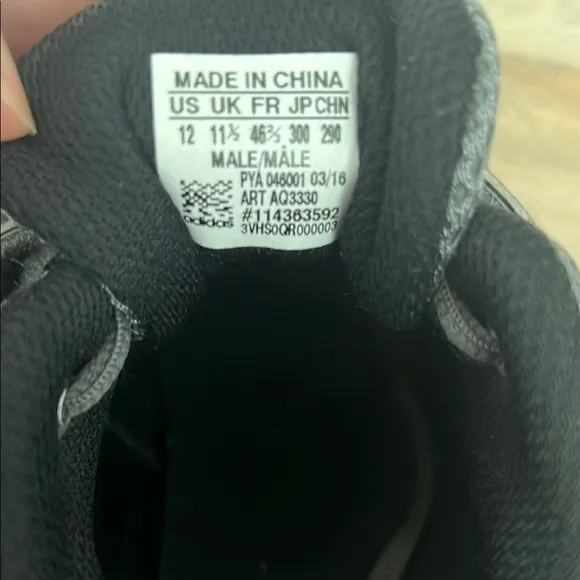 MADE IN CHINA
US UK FR JP CHN
12 11½ 46⅔ 300 290
MALE/MÂLE
PYA 046001 03/16
ART AQ3330
#114363592
3VHS0QR000003
adidas